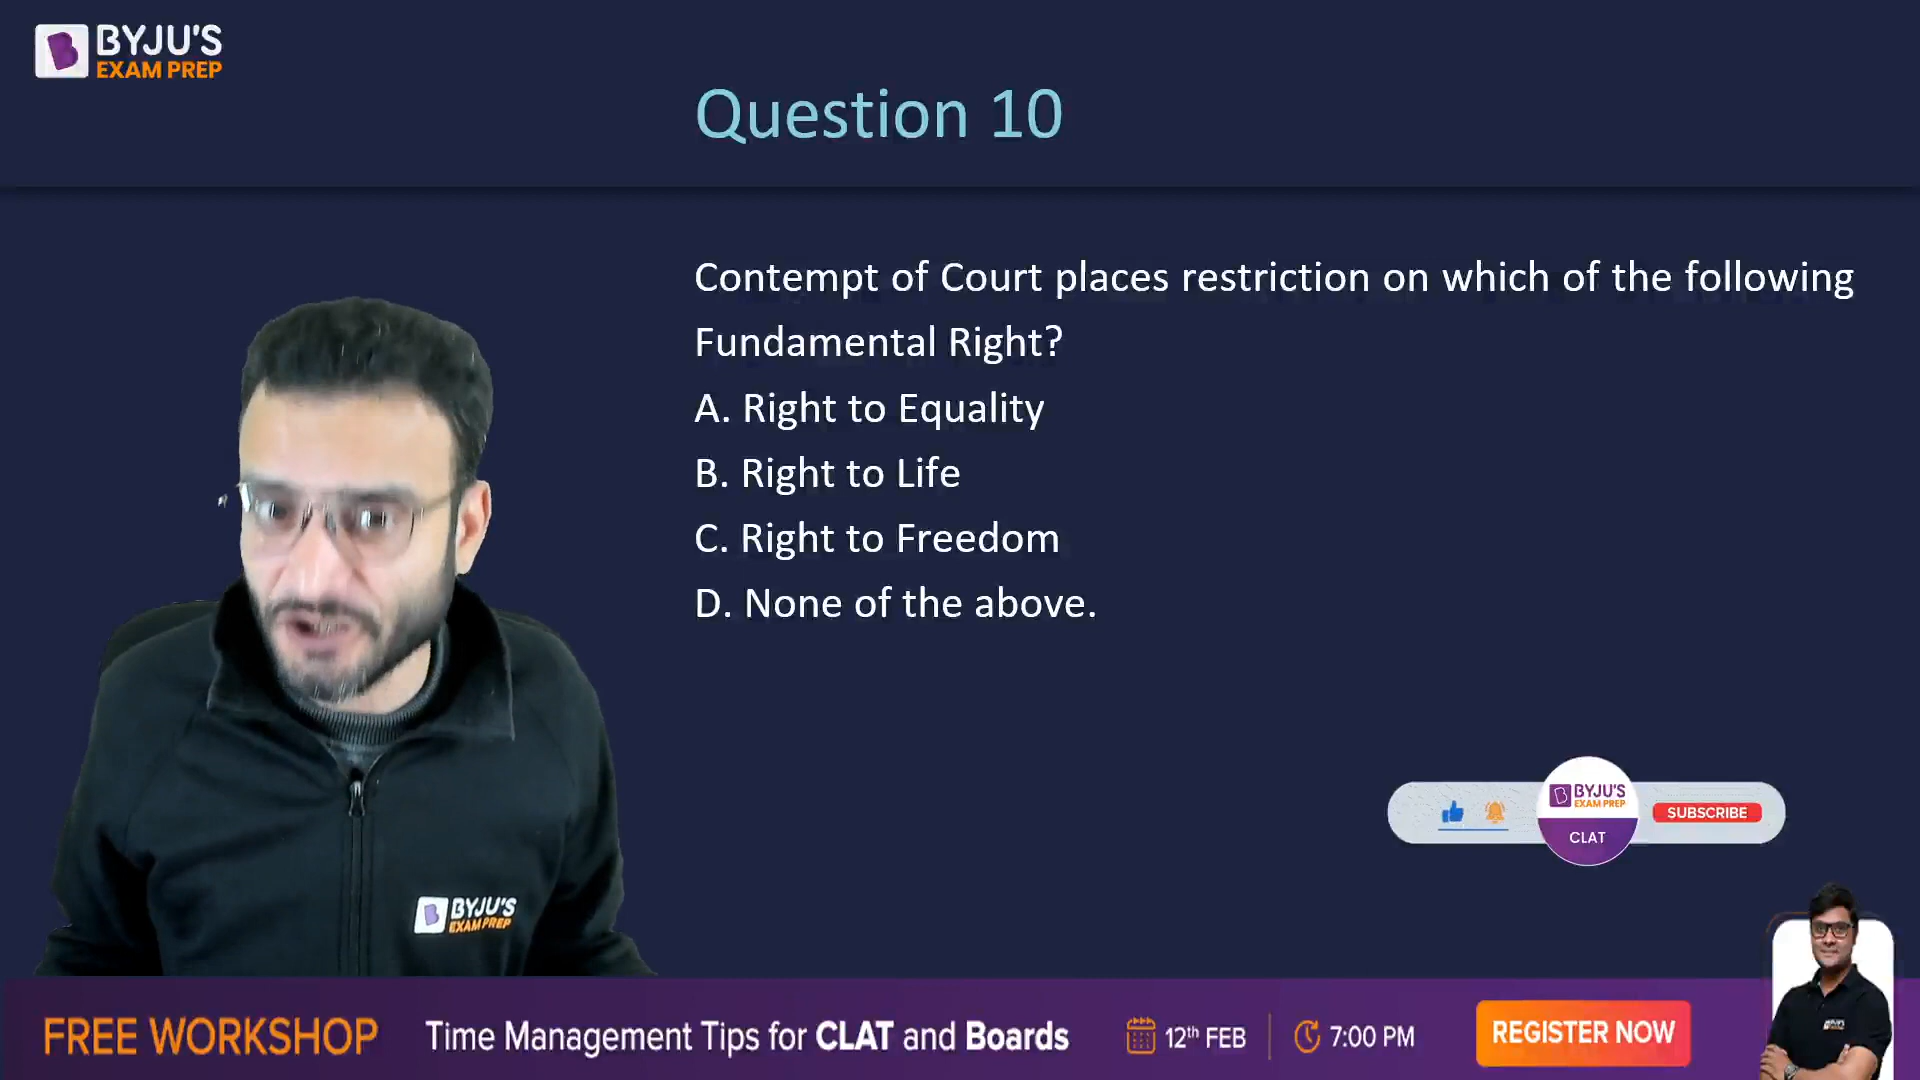 BYJU'S
EXAM PREP
Question 10
Contempt of Court places restriction on which of the following
Fundamental Right?
A. Right to Equality
B. Right to Life
C. Right to Freedom
D. None of the above.
BYJU'S
EXAM PREP
CLAT
SUBSCRIBE
BYJU'S
EXAM PREP
FREE WORKSHOP
Time Management Tips for CLAT and Boards
12th FEB
7:00 PM
REGISTER NOW